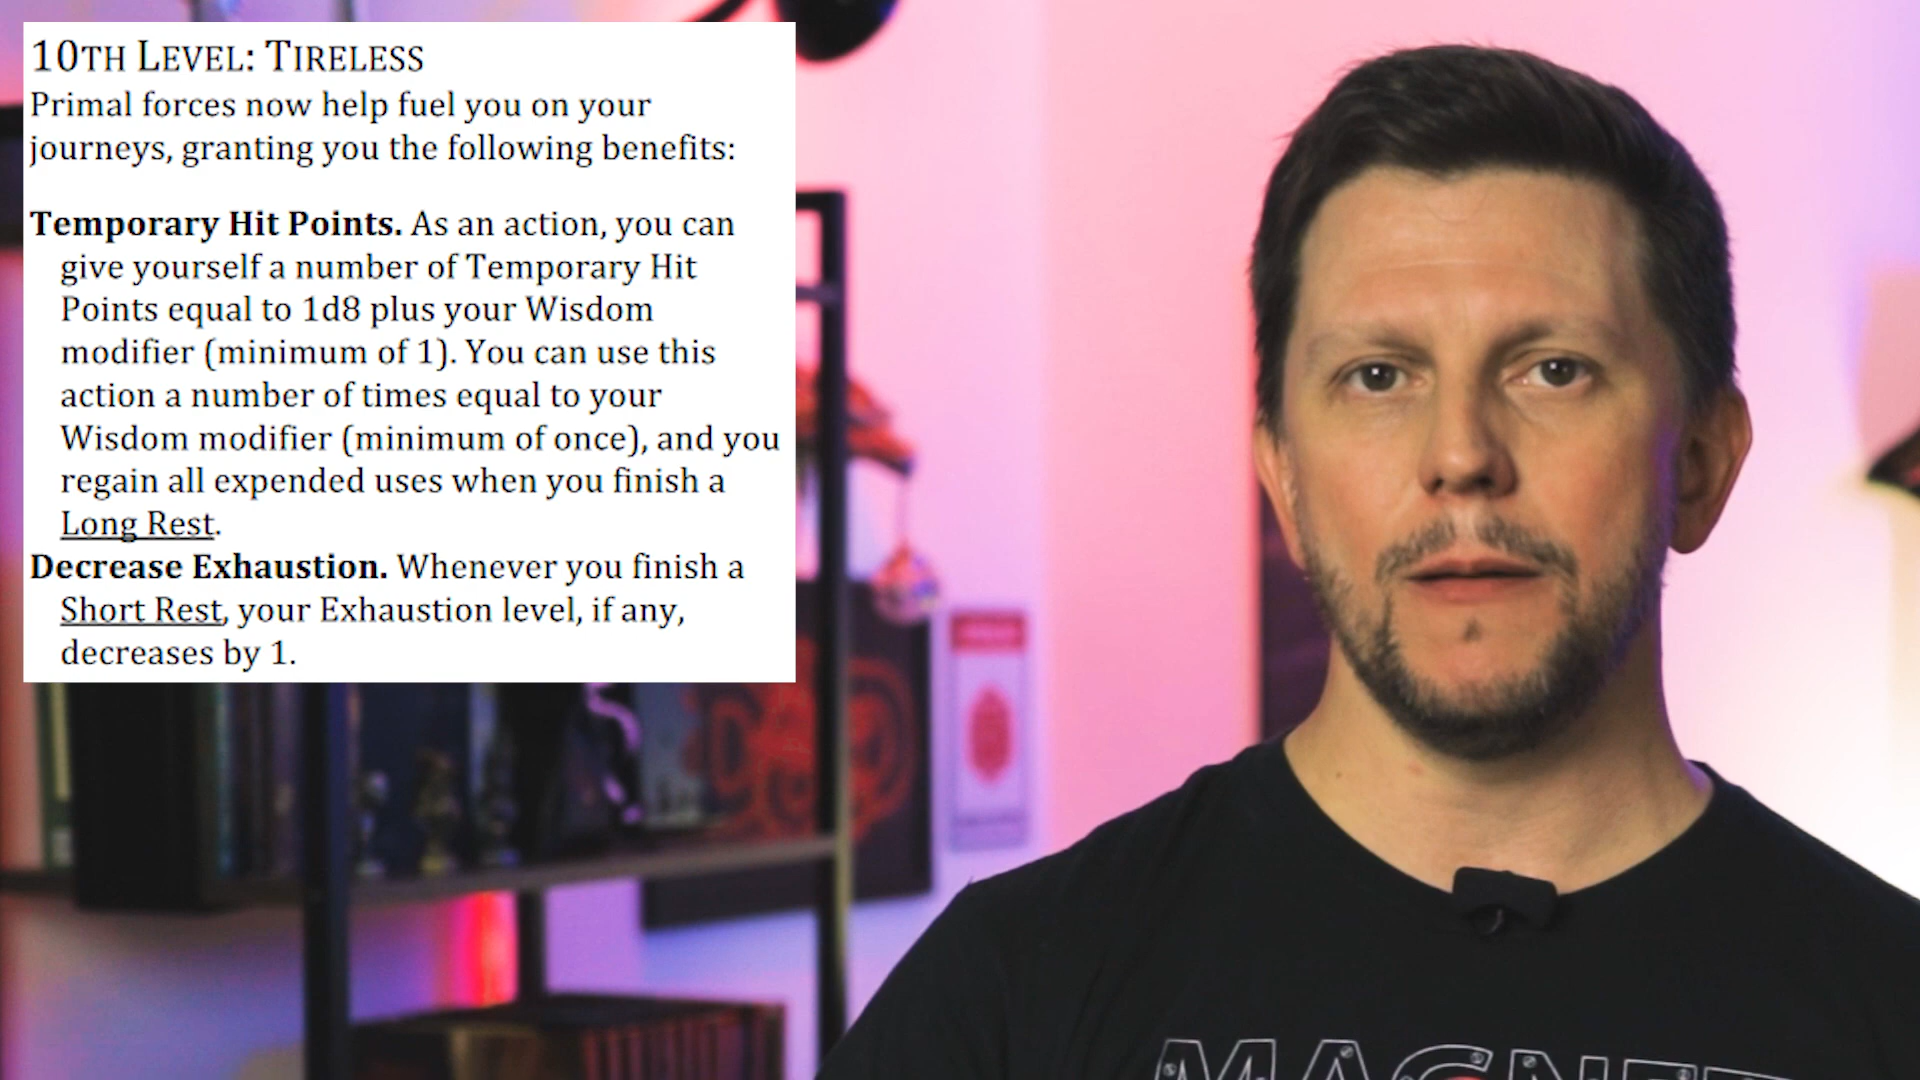 10TH LEVEL: TIRELESS
Primal forces now help fuel you on your
journeys, granting you the following benefits:
Temporary Hit Points. As an action, you can
give yourself a number of Temporary Hit
Points equal to 1d8 plus your Wisdom
modifier (minimum of 1). You can use this
action a number of times equal to your
Wisdom modifier (minimum of once), and you
regain all expended uses when you finish a
Long Rest.
Decrease Exhaustion. Whenever you finish a
Short Rest, your Exhaustion level, if any,
decreases by 1.